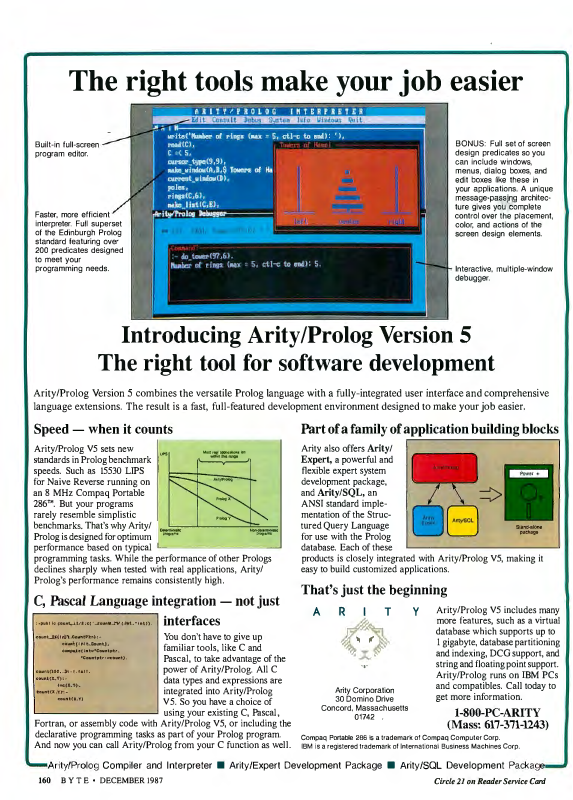 The right tools make your job easier
ARITY/PROLOG INTERPRETER
Edit Consult Debug System Info Windows Quit
Main
write('Number of rings (max = 5, ctl-c to end): '),
read(C),
C =< 5,
cursor_type(9,9),
make_window(A,B,$ Towers of Ha
current_window(D),
poles,
rings(C,6),
make_list(C,E),
Towers of Hanoi
left
center
right
Arity/Prolog Debugger
Command:
:- do_tower(97,6).
Number of rings (max = 5, ctl-c to end): 5.
Built-in full-screen
program editor.
Faster, more efficient
interpreter. Full superset
of the Edinburgh Prolog
standard featuring over
200 predicates designed
to meet your
programming needs.
BONUS: Full set of screen
design predicates so you
can include windows,
menus, dialog boxes, and
edit boxes like these in
your applications. A unique
message-passing architec-
ture gives you complete
control over the placement,
color, and actions of the
screen design elements.
Interactive, multiple-window
debugger.
Introducing Arity/Prolog Version 5
The right tool for software development
Arity/Prolog Version 5 combines the versatile Prolog language with a fully-integrated user interface and comprehensive
language extensions. The result is a fast, full-featured development environment designed to make your job easier.
Speed — when it counts
Arity/Prolog V5 sets new
standards in Prolog benchmark
speeds. Such as 15530 LIPS
for Naive Reverse running on
an 8 MHz Compaq Portable
286™. But your programs
rarely resemble simplistic
benchmarks. That's why Arity/
Prolog is designed for optimum
performance based on typical
programming tasks. While the performance of other Prologs
declines sharply when tested with real applications, Arity/
Prolog's performance remains consistently high.
LIPS
Most real applications fall
within this range
Arity/Prolog
Prolog X
Prolog Y
Deterministic
programs
Non-deterministic
programs
C, Pascal Language integration — not just
interfaces
You don't have to give up
familiar tools, like C and
Pascal, to take advantage of the
power of Arity/Prolog. All C
data types and expressions are
integrated into Arity/Prolog
V5. So you have a choice of
using your existing C, Pascal,
Fortran, or assembly code with Arity/Prolog V5, or including the
declarative programming tasks as part of your Prolog program.
And now you can call Arity/Prolog from your C function as well.
Part of a family of application building blocks
Arity also offers Arity/
Expert, a powerful and
flexible expert system
development package,
and Arity/SQL, an
ANSI standard imple-
mentation of the Struc-
tured Query Language
for use with the Prolog
database. Each of these
products is closely integrated with Arity/Prolog V5, making it
easy to build customized applications.
Arity/Prolog
Arity/
Expert
Arity/SQL
Power +
Stand-alone
package
That's just the beginning
ARITY
Arity Corporation
30 Domino Drive
Concord, Massachusetts
01742
Arity/Prolog V5 includes many
more features, such as a virtual
database which supports up to
1 gigabyte, database partitioning
and indexing, DCG support, and
string and floating point support.
Arity/Prolog runs on IBM PCs
and compatibles. Call today to
get more information.
1-800-PC-ARITY
(Mass: 617-371-1243)
Compaq Portable 286 is a trademark of Compaq Computer Corp.
IBM is a registered trademark of International Business Machines Corp.
Arity/Prolog Compiler and Interpreter ■ Arity/Expert Development Package ■ Arity/SQL Development Package
160 BYTE • DECEMBER 1987
Circle 21 on Reader Service Card